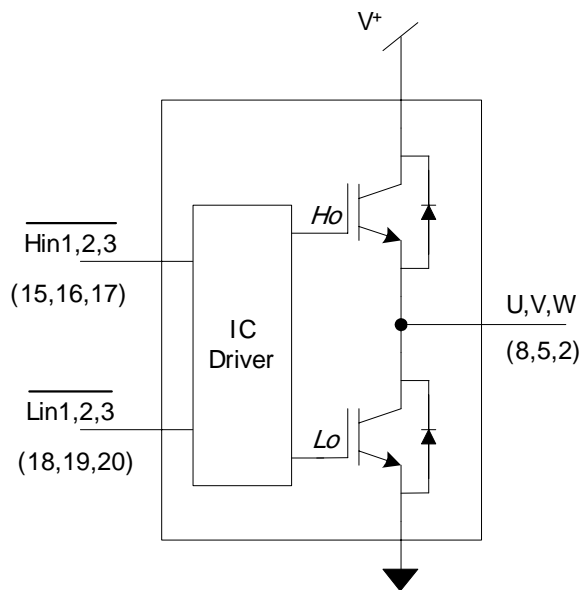 V+
Ho
Hin1,2,3
(15,16,17)
U,V,W
(8,5,2)
IC
Driver
Lin1,2,3
(18,19,20)
Lo